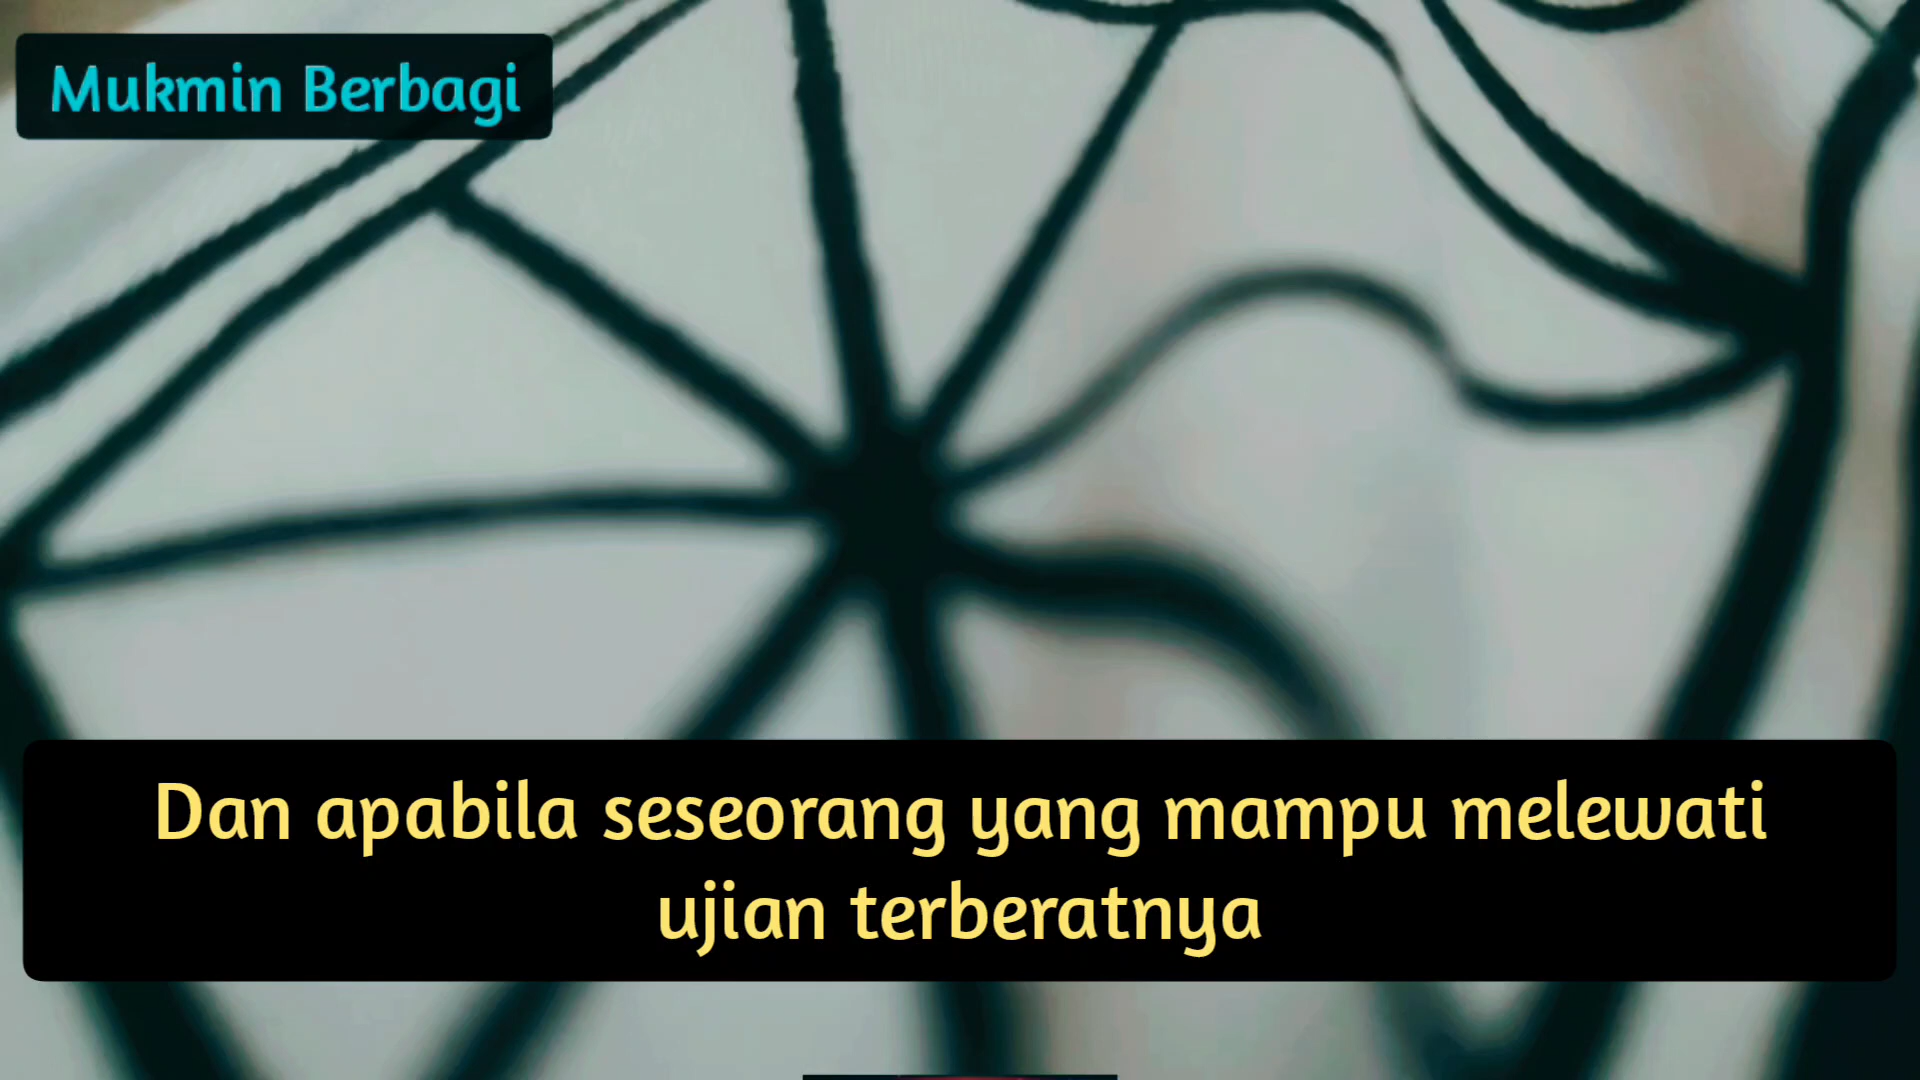 Mukmin Berbagi
Dan apabila seseorang yang mampu melewati
ujian terberatnya